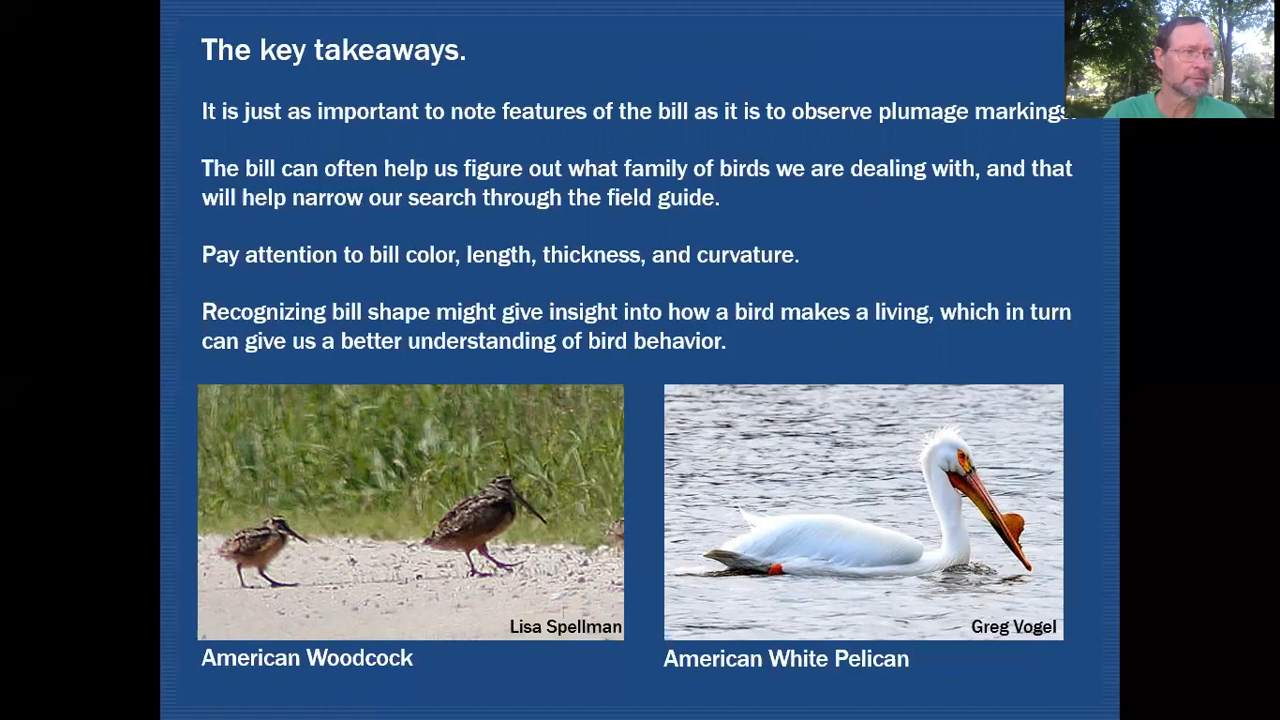 The key takeaways.
It is just as important to note features of the bill as it is to observe plumage markings.
The bill can often help us figure out what family of birds we are dealing with, and that
will help narrow our search through the field guide.
Pay attention to bill color, length, thickness, and curvature.
Recognizing bill shape might give insight into how a bird makes a living, which in turn
can give us a better understanding of bird behavior.
Lisa Spellman
Greg Vogel
American Woodcock
American White Pelican